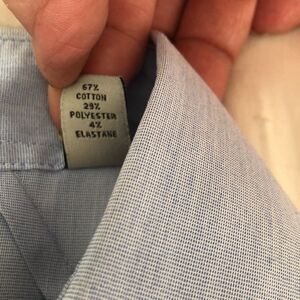 67%
COTTON
29%
POLYESTER
4%
ELASTANE